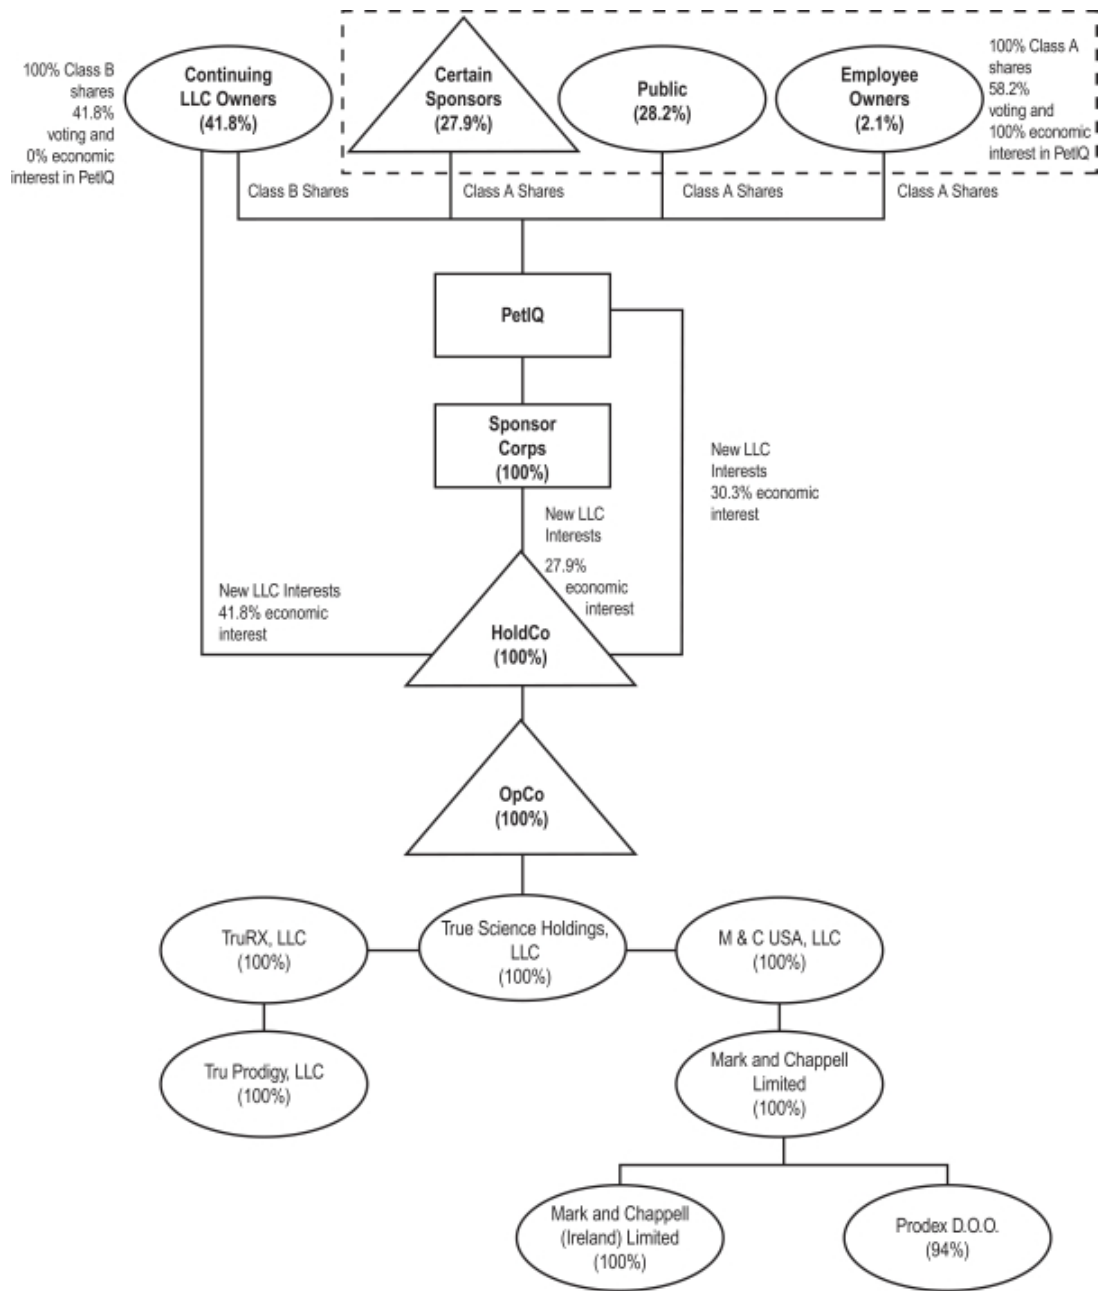 100% Class B
shares
41.8%
voting and
0% economic
interest in PetIQ
Continuing
LLC Owners
(41.8%)
Certain
Sponsors
(27.9%)
Public
(28.2%)
Employee
Owners
(2.1%)
100% Class A
shares
58.2%
voting and
100% economic
interest in PetIQ
Class B Shares
Class A Shares
Class A Shares
Class A Shares
PetIQ
Sponsor
Corps
(100%)
New LLC
Interests
30.3% economic
interest
New LLC
Interests
27.9%
economic
interest
New LLC Interests
41.8% economic
interest
HoldCo
(100%)
OpCo
(100%)
TruRX, LLC
(100%)
True Science Holdings,
LLC
(100%)
M & C USA, LLC
(100%)
Tru Prodigy, LLC
(100%)
Mark and Chappell
Limited
(100%)
Mark and Chappell
(Ireland) Limited
(100%)
Prodex D.O.O.
(94%)